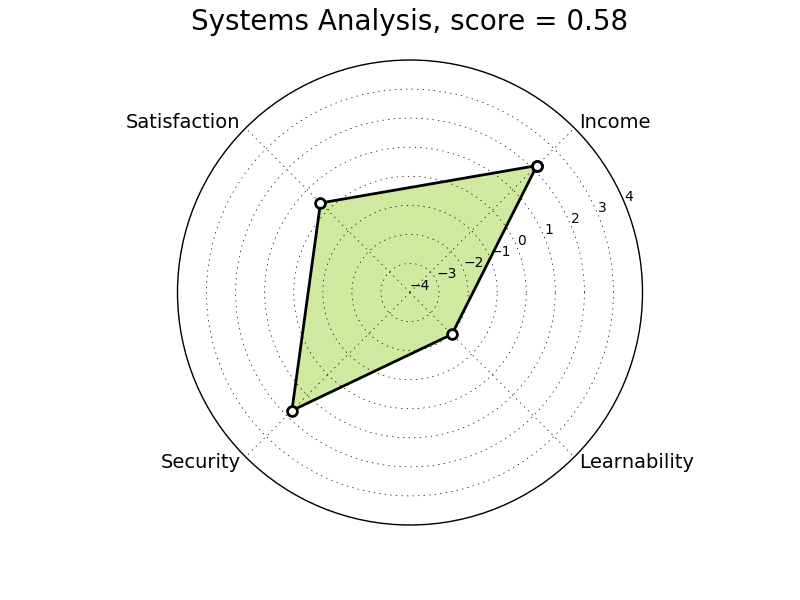 Systems Analysis, score = 0.58
Satisfaction
Income
4
3
2
1
0
−1
−2
−3
−4
Security
Learnability